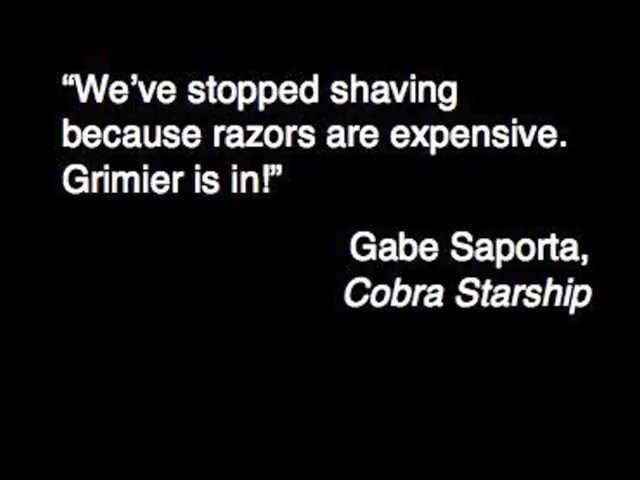 “We’ve stopped shaving
because razors are expensive.
Grimier is in!”
Gabe Saporta,
Cobra Starship